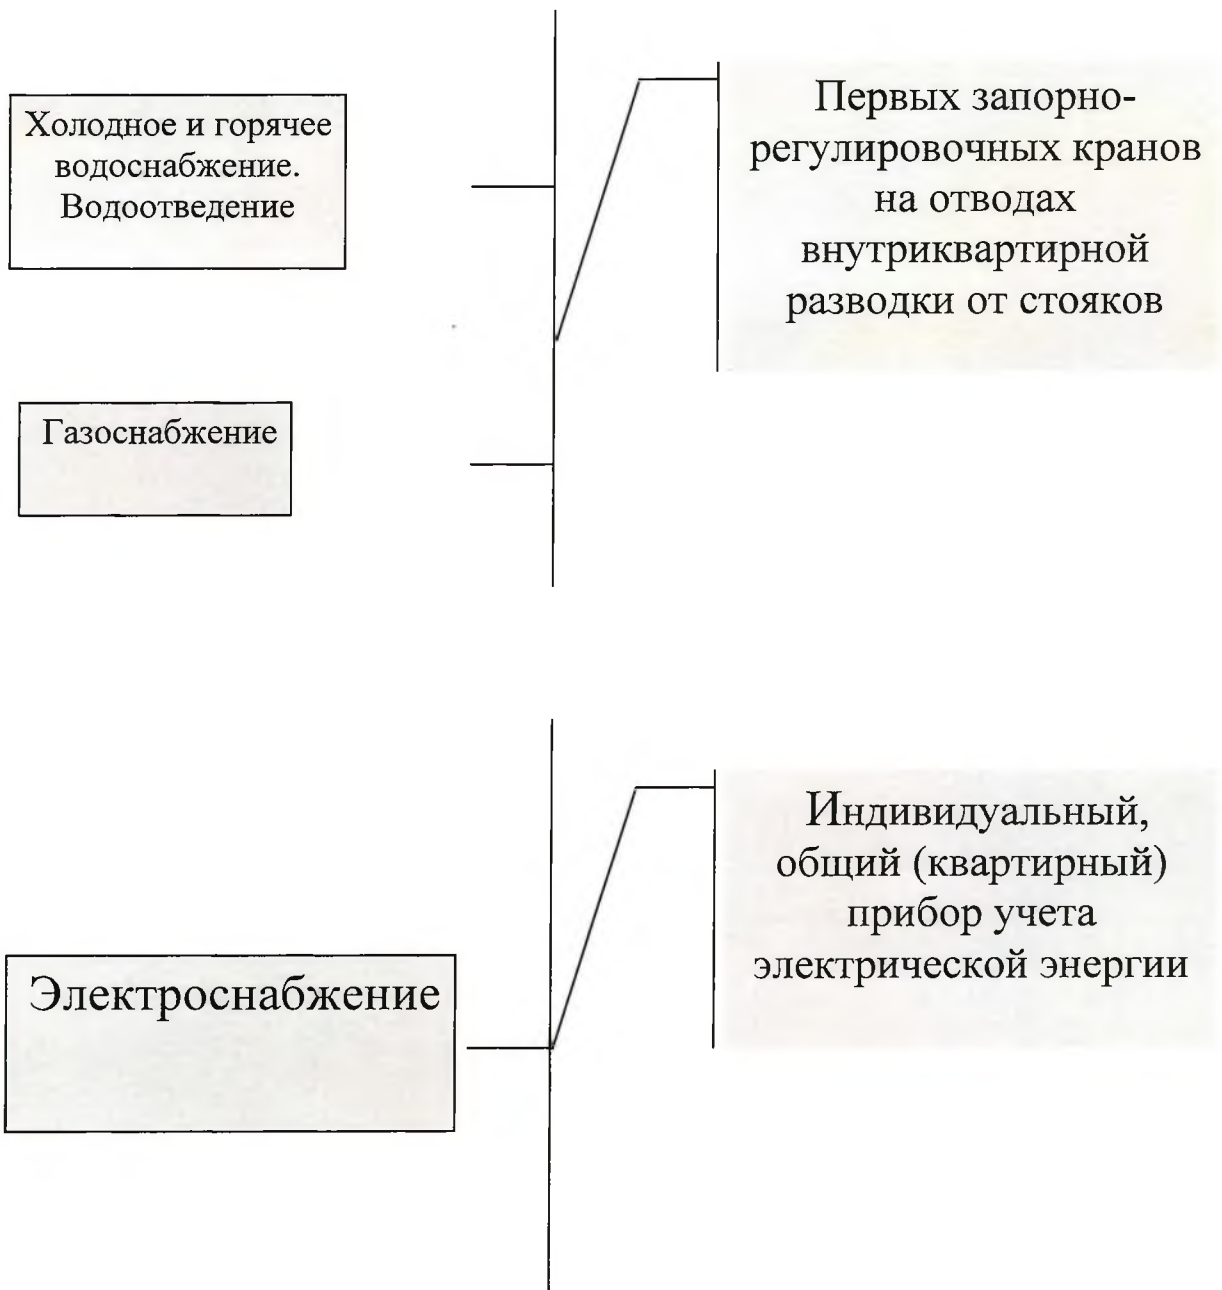 Холодное и горячее
водоснабжение.
Водоотведение
Первых запорно-
регулировочных кранов
на отводах
внутриквартирной
разводки от стояков
Газоснабжение
Индивидуальный,
общий (квартирный)
прибор учета
электрической энергии
Электроснабжение